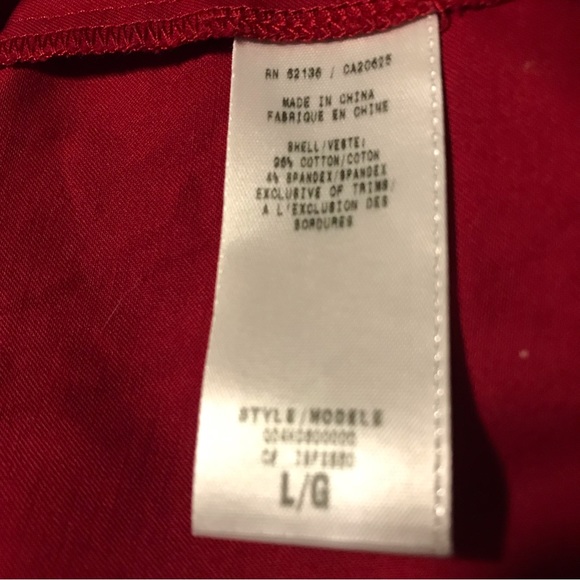 RN 62136 / CA20625
MADE IN CHINA
FABRIQUE EN CHINE
SHELL/VESTE:
96% COTTON/COTON
4% SPANDEX/SPANDEX
EXCLUSIVE OF TRIMS/
A L'EXCLUSION DES
BORDURES
STYLE/MODELE
L/G